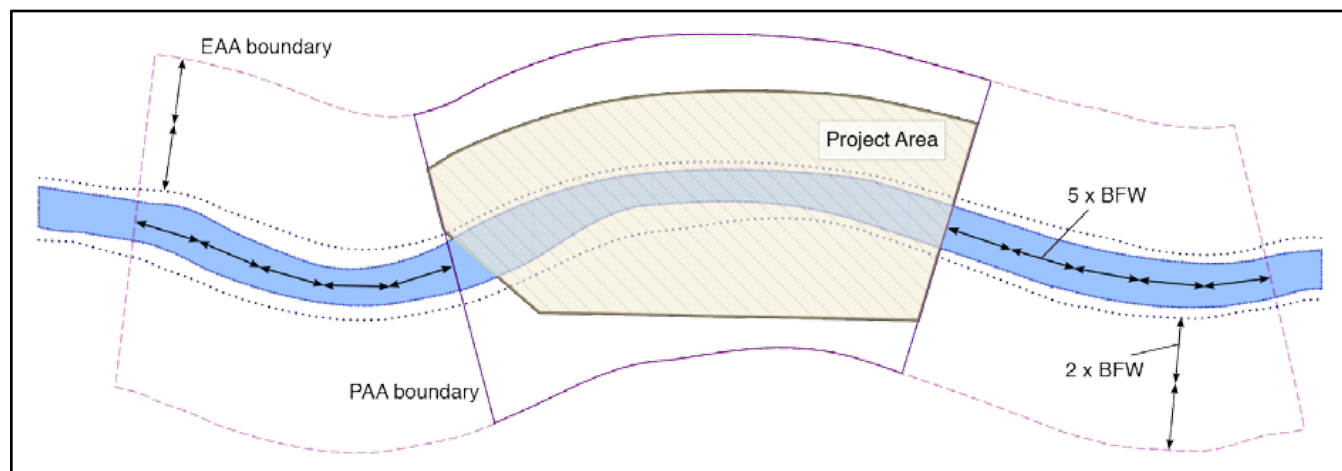 EAA boundary
Project Area
5 x BFW
2 x BFW
PAA boundary